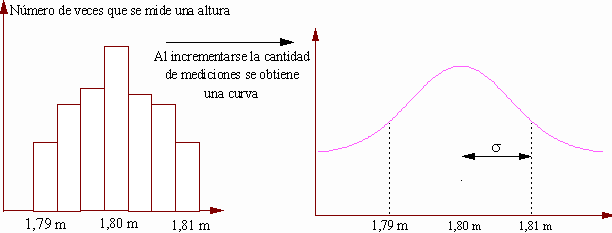 Número de veces que se mide una altura
Al incrementarse la cantidad
de mediciones se obtiene
una curva
1,79 m
1,80 m
1,81 m
σ
1,79 m
1,80 m
1,81 m